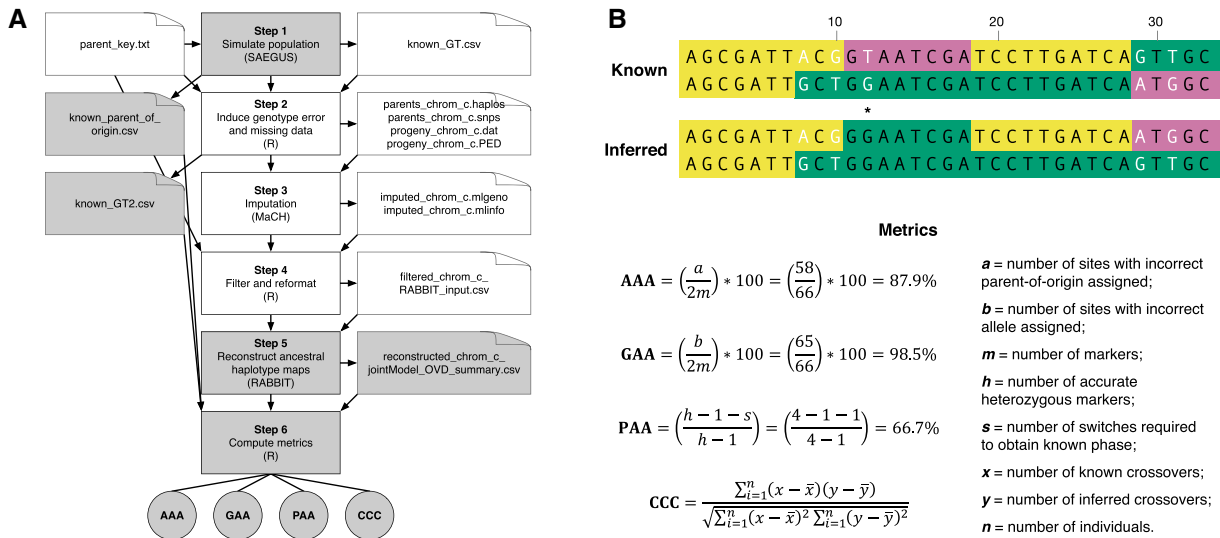 A
parent_key.txt
Step 1
Simulate population
(SAEGUS)
known_GT.csv
known_parent_of_
origin.csv
Step 2
Induce genotype error
and missing data
(R)
parents_chrom_c.haplos
parents_chrom_c.snps
progeny_chrom_c.dat
progeny_chrom_c.PED
known_GT2.csv
Step 3
Imputation
(MaCH)
imputed_chrom_c.mlgeno
imputed_chrom_c.mlinfo
Step 4
Filter and reformat
(R)
filtered_chrom_c_
RABBIT_input.csv
Step 5
Reconstruct ancestral
haplotype maps
(RABBIT)
reconstructed_chrom_c_
jointModel_OVD_summary.csv
Step 6
Compute metrics
(R)
AAA GAA PAA CCC
B
10 20 30
Known
AGCGATTACGGTAATCGATCCTTGATCAGTTGC
AGCGATTGCTGGAATCGATCCTTGATCAATGGC
*
Inferred
AGCGATTACGGGAATCGATCCTTGATCAATGGC
AGCGATTGCTGGAATCGATCCTTGATCAGTTGC
Metrics
AAA = (a/2m) * 100 = (58/66) * 100 = 87.9%
GAA = (b/2m) * 100 = (65/66) * 100 = 98.5%
PAA = (h − 1 − s/h − 1) = (4 − 1 − 1/4 − 1) = 66.7%
CCC = ∑ⁿᵢ₌₁(x − x̄)(y − ȳ)/√∑ⁿᵢ₌₁(x − x̄)² ∑ⁿᵢ₌₁(y − ȳ)²
a = number of sites with incorrect
parent-of-origin assigned;
b = number of sites with incorrect
allele assigned;
m = number of markers;
h = number of accurate
heterozygous markers;
s = number of switches required
to obtain known phase;
x = number of known crossovers;
y = number of inferred crossovers;
n = number of individuals.